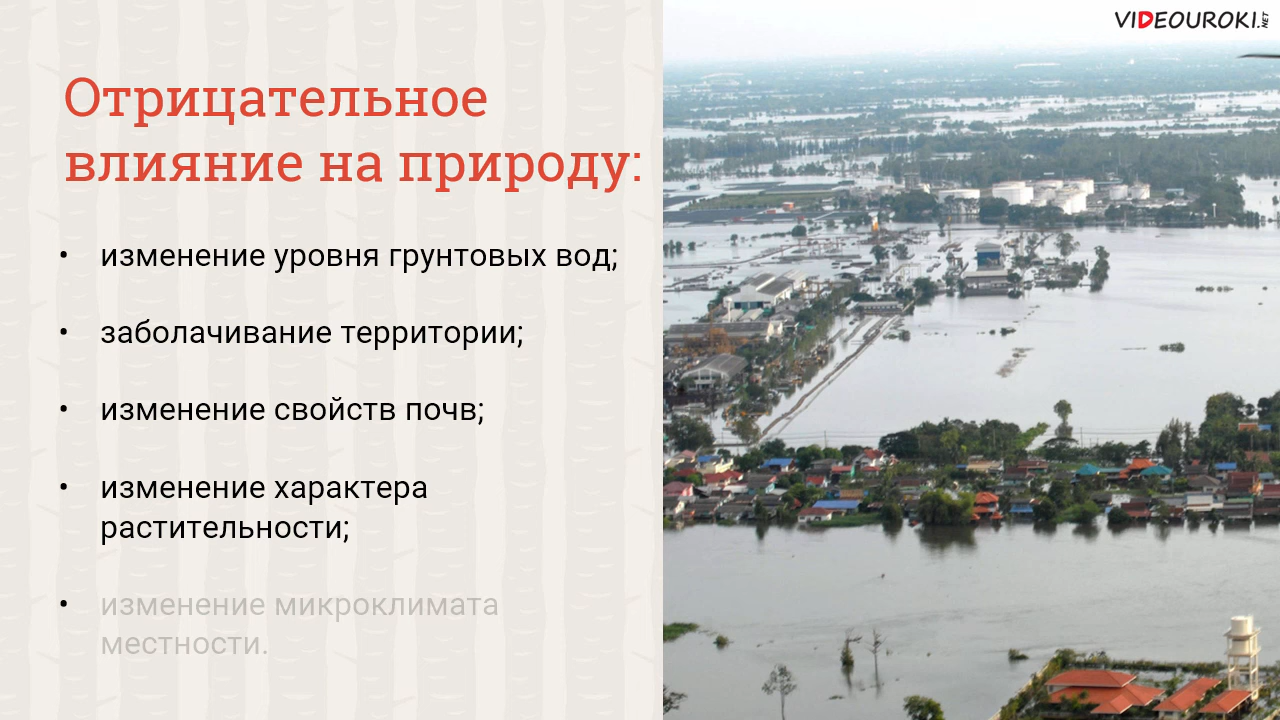 VIDEOUROKI.NET
Отрицательное
влияние на природу:
• изменение уровня грунтовых вод;
• заболачивание территории;
• изменение свойств почв;
• изменение характера
растительности;
• изменение микроклимата
местности.